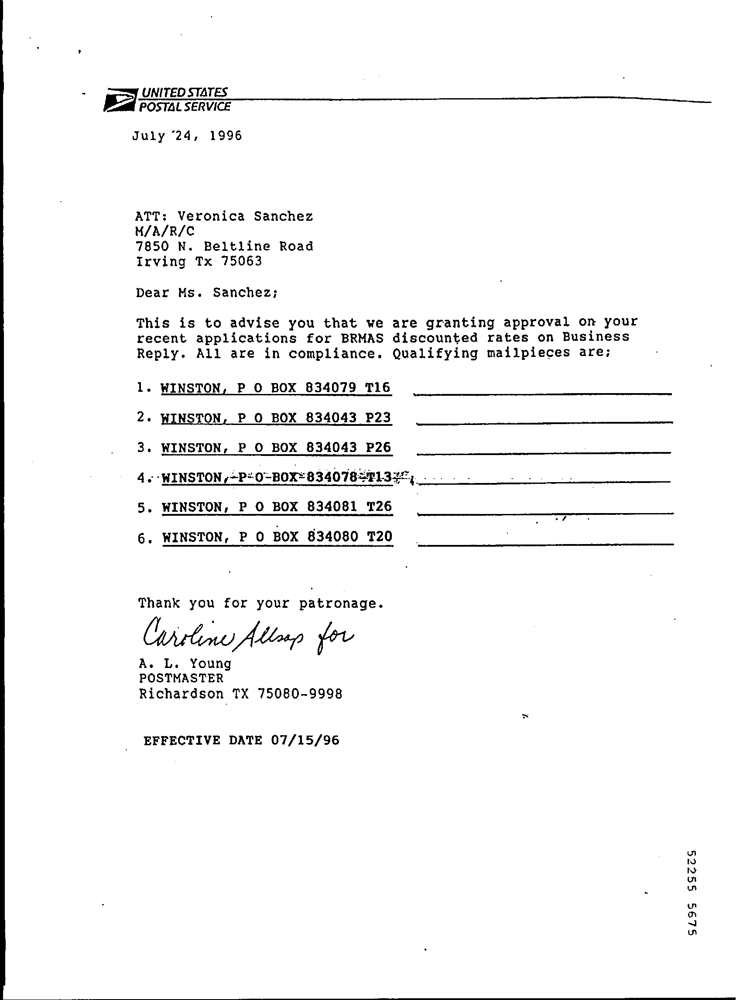 UNITED STATES
POSTAL SERVICE
July 24, 1996
ATT: Veronica Sanchez
M/A/R/C
7850 N. Beltline Road
Irving Tx 75063
Dear Ms. Sanchez;
This is to advise you that we are granting approval on your
recent applications for BRMAS discounted rates on Business
Reply. All are in compliance. Qualifying mailpieces are;
1. WINSTON, P O BOX 834079 T16
2. WINSTON, P O BOX 834043 P23
3. WINSTON, P O BOX 834043 P26
4. WINSTON, P O BOX 834078 T13
5. WINSTON, P O BOX 834081 T26
6. WINSTON, P O BOX 834080 T20
Thank you for your patronage.
Caroline Allsap for
A. L. Young
POSTMASTER
Richardson TX 75080-9998
EFFECTIVE DATE 07/15/96
52255 5675